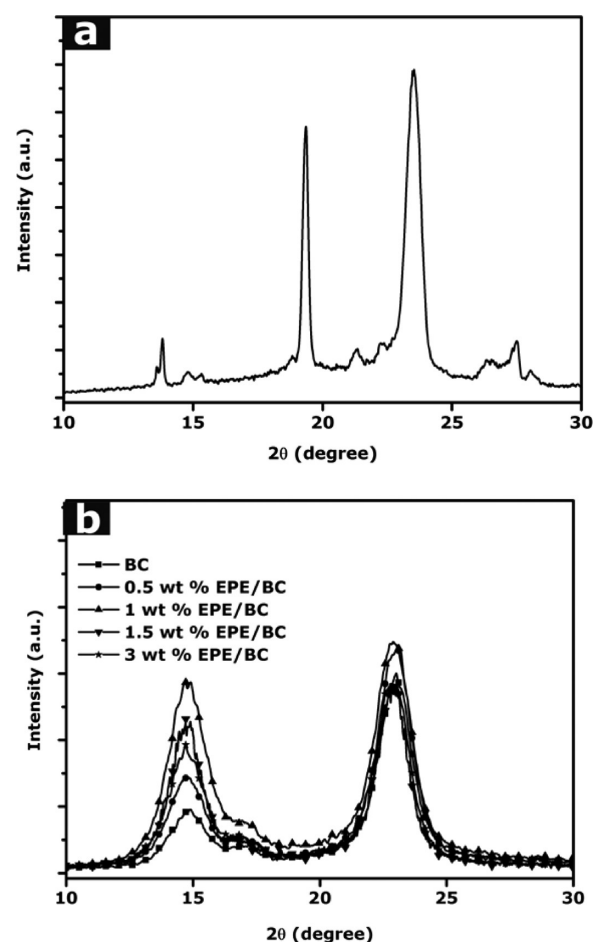 a
Intensity (a.u.)
10 15 20 25 30
2θ (degree)
b
BC
0.5 wt % EPE/BC
1 wt % EPE/BC
1.5 wt % EPE/BC
3 wt % EPE/BC
Intensity (a.u.)
10 15 20 25 30
2θ (degree)